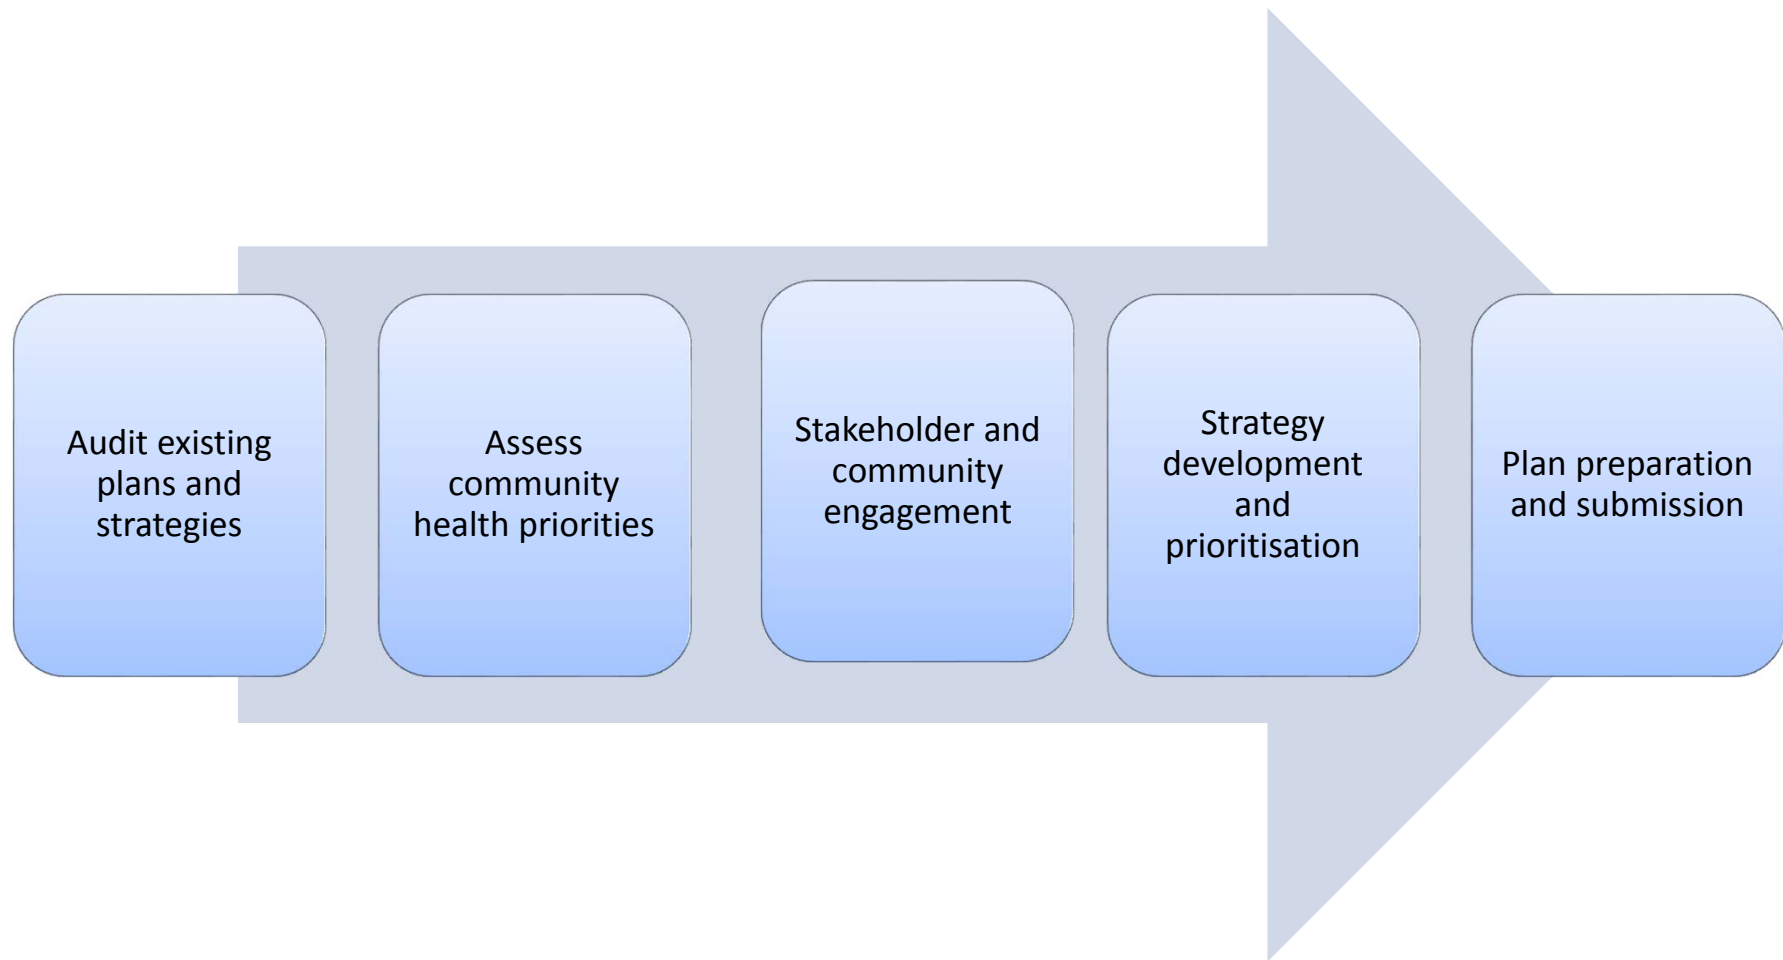 Audit existing
plans and
strategies
Assess
community
health priorities
Stakeholder and
community
engagement
Strategy
development
and
prioritisation
Plan preparation
and submission